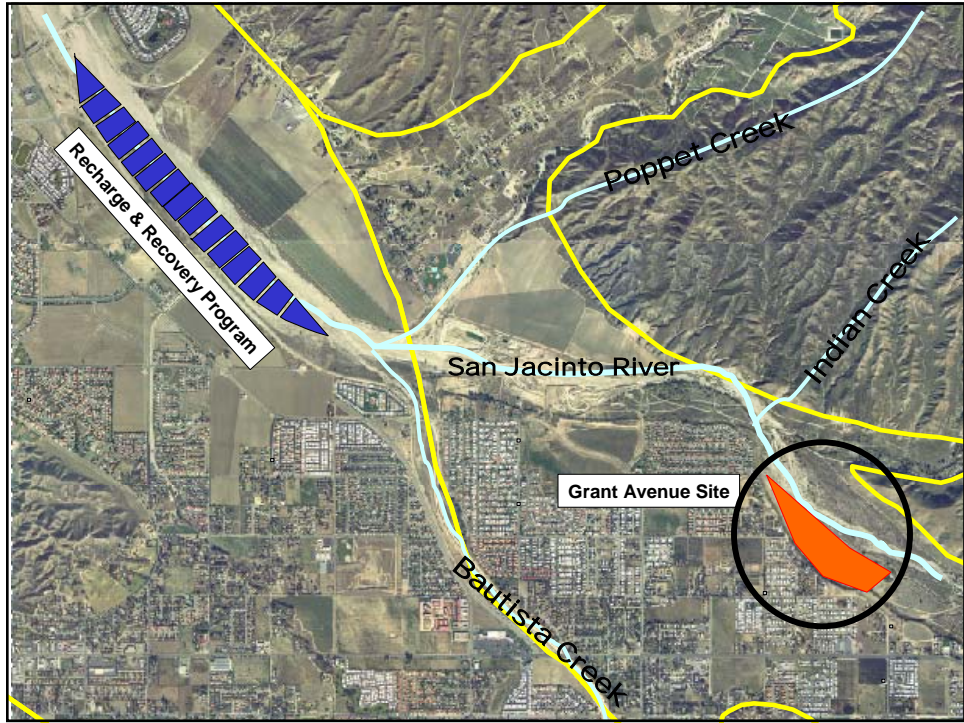 Poppet Creek
Recharge & Recovery Program
Indian Creek
San Jacinto River
Grant Avenue Site
Bautista Creek